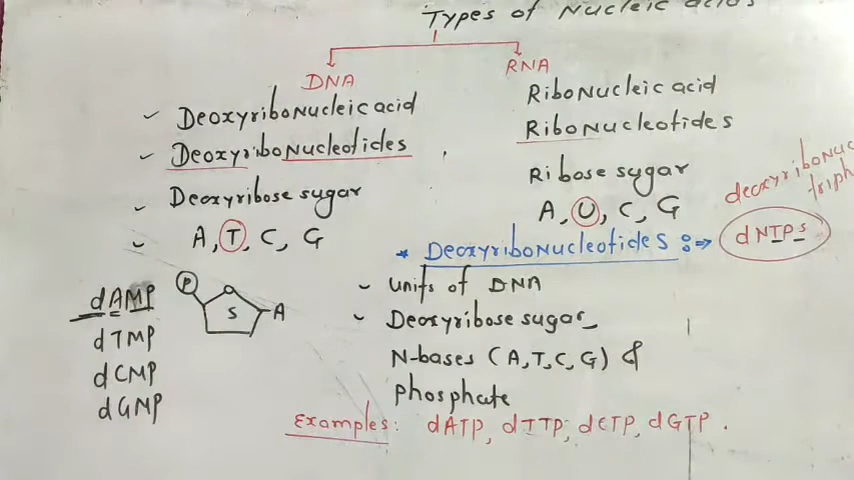 Types of Nucleic acids
DNA
Deoxyribonucleic acid
Deoxyribonucleotides
Deoxyribose sugar
A, T, C, G
RNA
Ribonucleic acid
Ribonucleotides
Ribose sugar
A, U, C, G
* Deoxyribonucleotides :⇒
dNTPs
units of DNA
Deoxyribose sugar
N-bases (A, T, C, G) &
phosphate
Examples: dATP, dTTP, dCTP, dGTP.
dAMP
dTMP
dCMP
dGMP
P
S
A